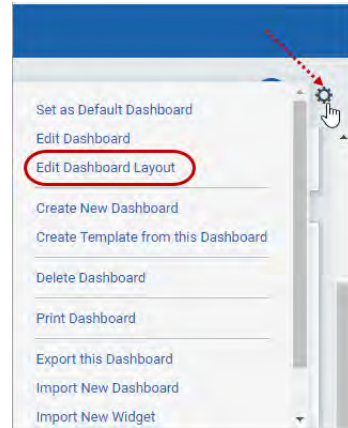 Set as Default Dashboard
Edit Dashboard
Edit Dashboard Layout
Create New Dashboard
Create Template from this Dashboard
Delete Dashboard
Print Dashboard
Export this Dashboard
Import New Dashboard
Import New Widget